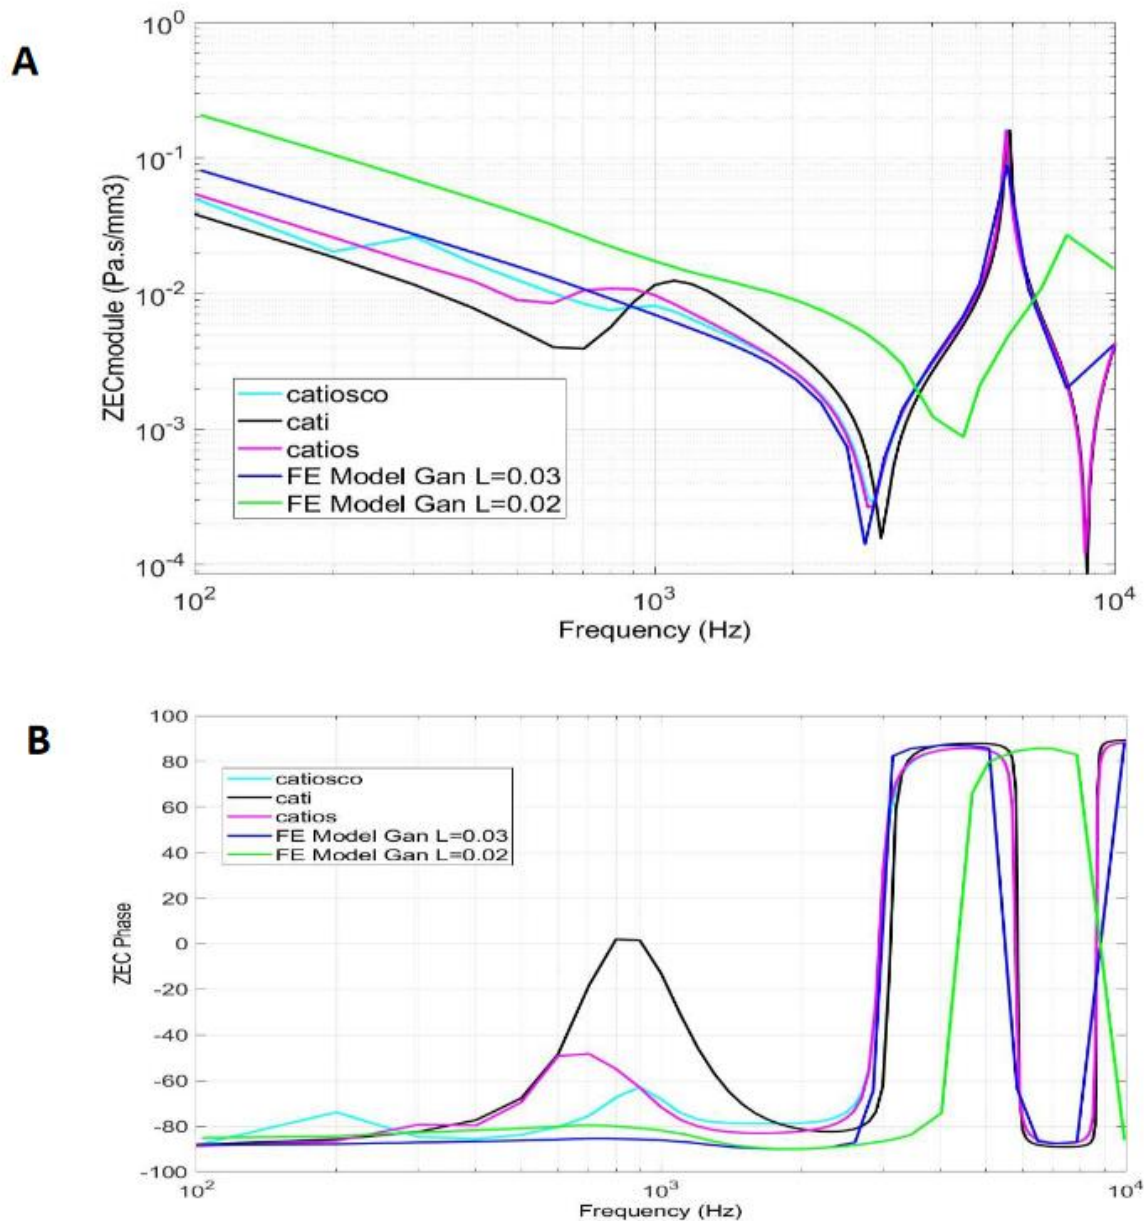 A
10^0
10^-1
10^-2
10^-3
10^-4
ZECmodule (Pa.s/mm3)
catiosco
cati
catios
FE Model Gan L=0.03
FE Model Gan L=0.02
10^2
10^3
10^4
Frequency (Hz)
B
100
80
60
40
20
0
-20
-40
-60
-80
-100
ZEC Phase
catiosco
cati
catios
FE Model Gan L=0.03
FE Model Gan L=0.02
10^2
10^3
10^4
Frequency (Hz)